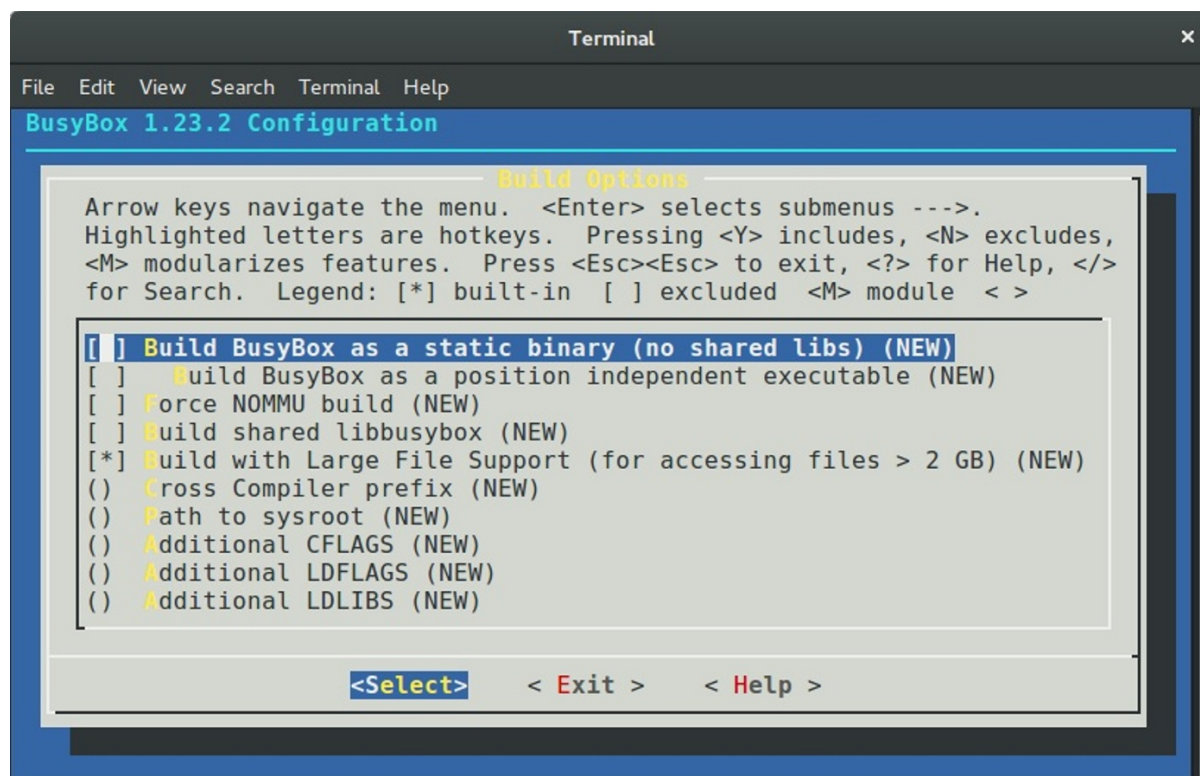 Terminal
×
File Edit View Search Terminal Help
BusyBox 1.23.2 Configuration
Build Options
Arrow keys navigate the menu. <Enter> selects submenus --->.
Highlighted letters are hotkeys. Pressing <Y> includes, <N> excludes,
<M> modularizes features. Press <Esc><Esc> to exit, <?> for Help, </>
for Search. Legend: [*] built-in [ ] excluded <M> module < >
[ ] Build BusyBox as a static binary (no shared libs) (NEW)
[ ] Build BusyBox as a position independent executable (NEW)
[ ] Force NOMMU build (NEW)
[ ] Build shared libbusybox (NEW)
[*] Build with Large File Support (for accessing files > 2 GB) (NEW)
() Cross Compiler prefix (NEW)
() Path to sysroot (NEW)
() Additional CFLAGS (NEW)
() Additional LDFLAGS (NEW)
() Additional LDLIBS (NEW)
<Select> < Exit > < Help >